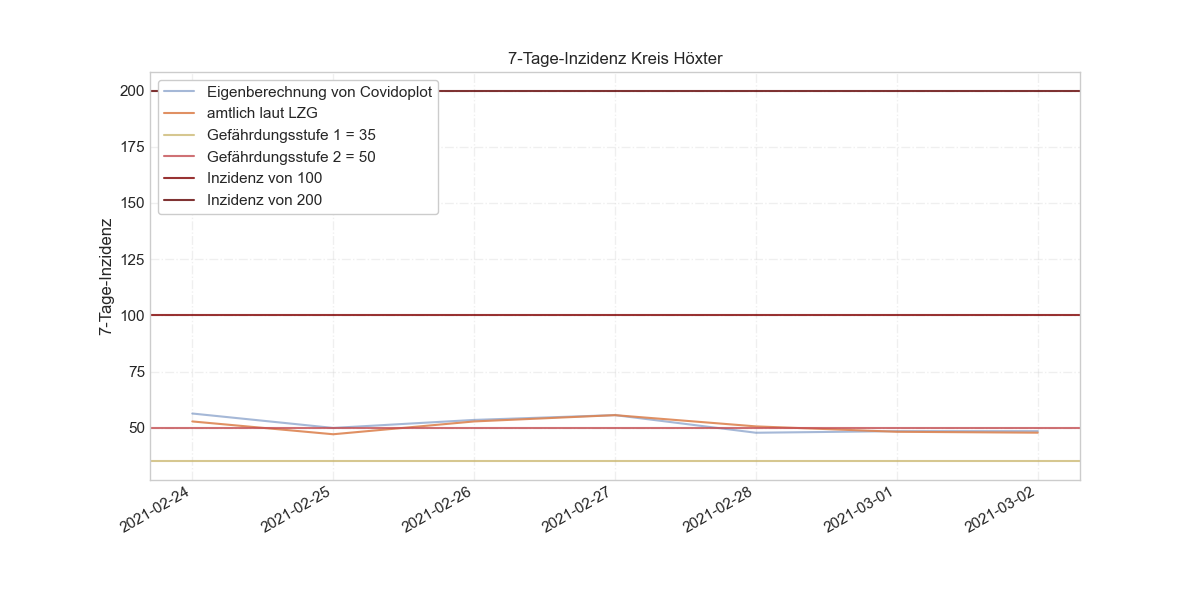 7-Tage-Inzidenz Kreis Höxter
Eigenberechnung von Covidoplot
amtlich laut LZG
Gefährdungsstufe 1 = 35
Gefährdungsstufe 2 = 50
Inzidenz von 100
Inzidenz von 200
7-Tage-Inzidenz
200
175
150
125
100
75
50
2021-02-24
2021-02-25
2021-02-26
2021-02-27
2021-02-28
2021-03-01
2021-03-02